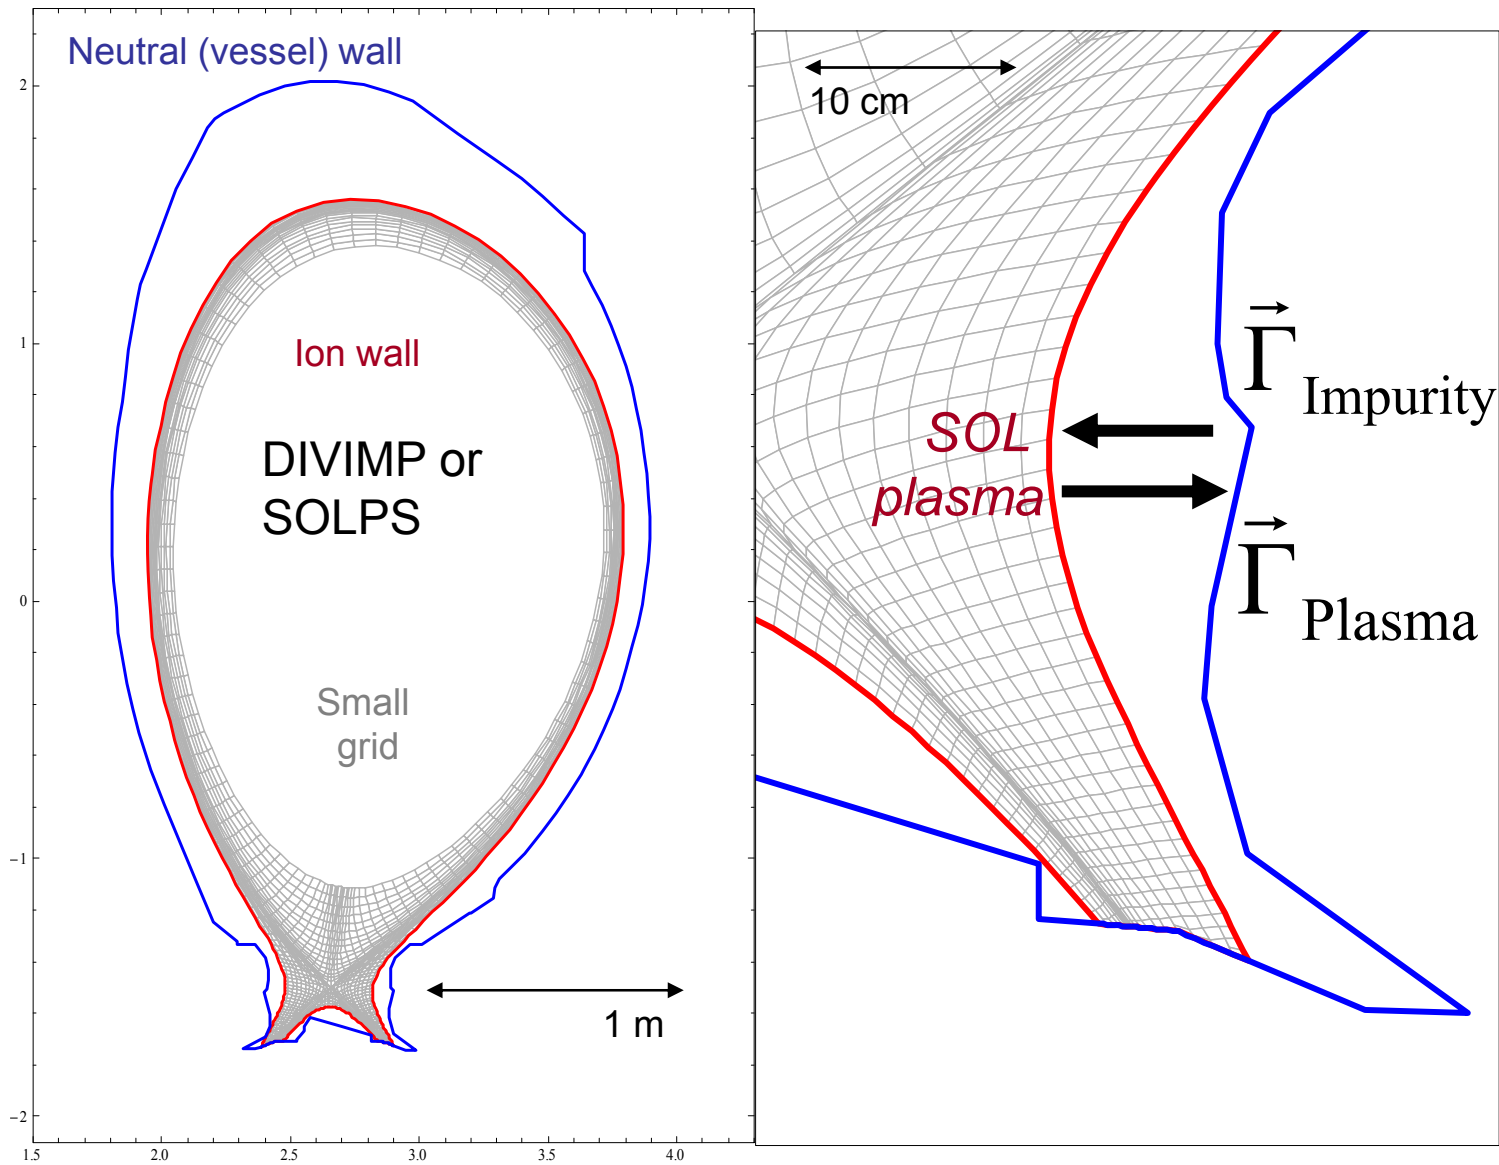 Neutral (vessel) wall
2
1
0
−1
−2
1.5 2.0 2.5 3.0 3.5 4.0
Ion wall
DIVIMP or
SOLPS
Small
grid
1 m
10 cm
SOL
plasma
Γ Impurity
Γ Plasma